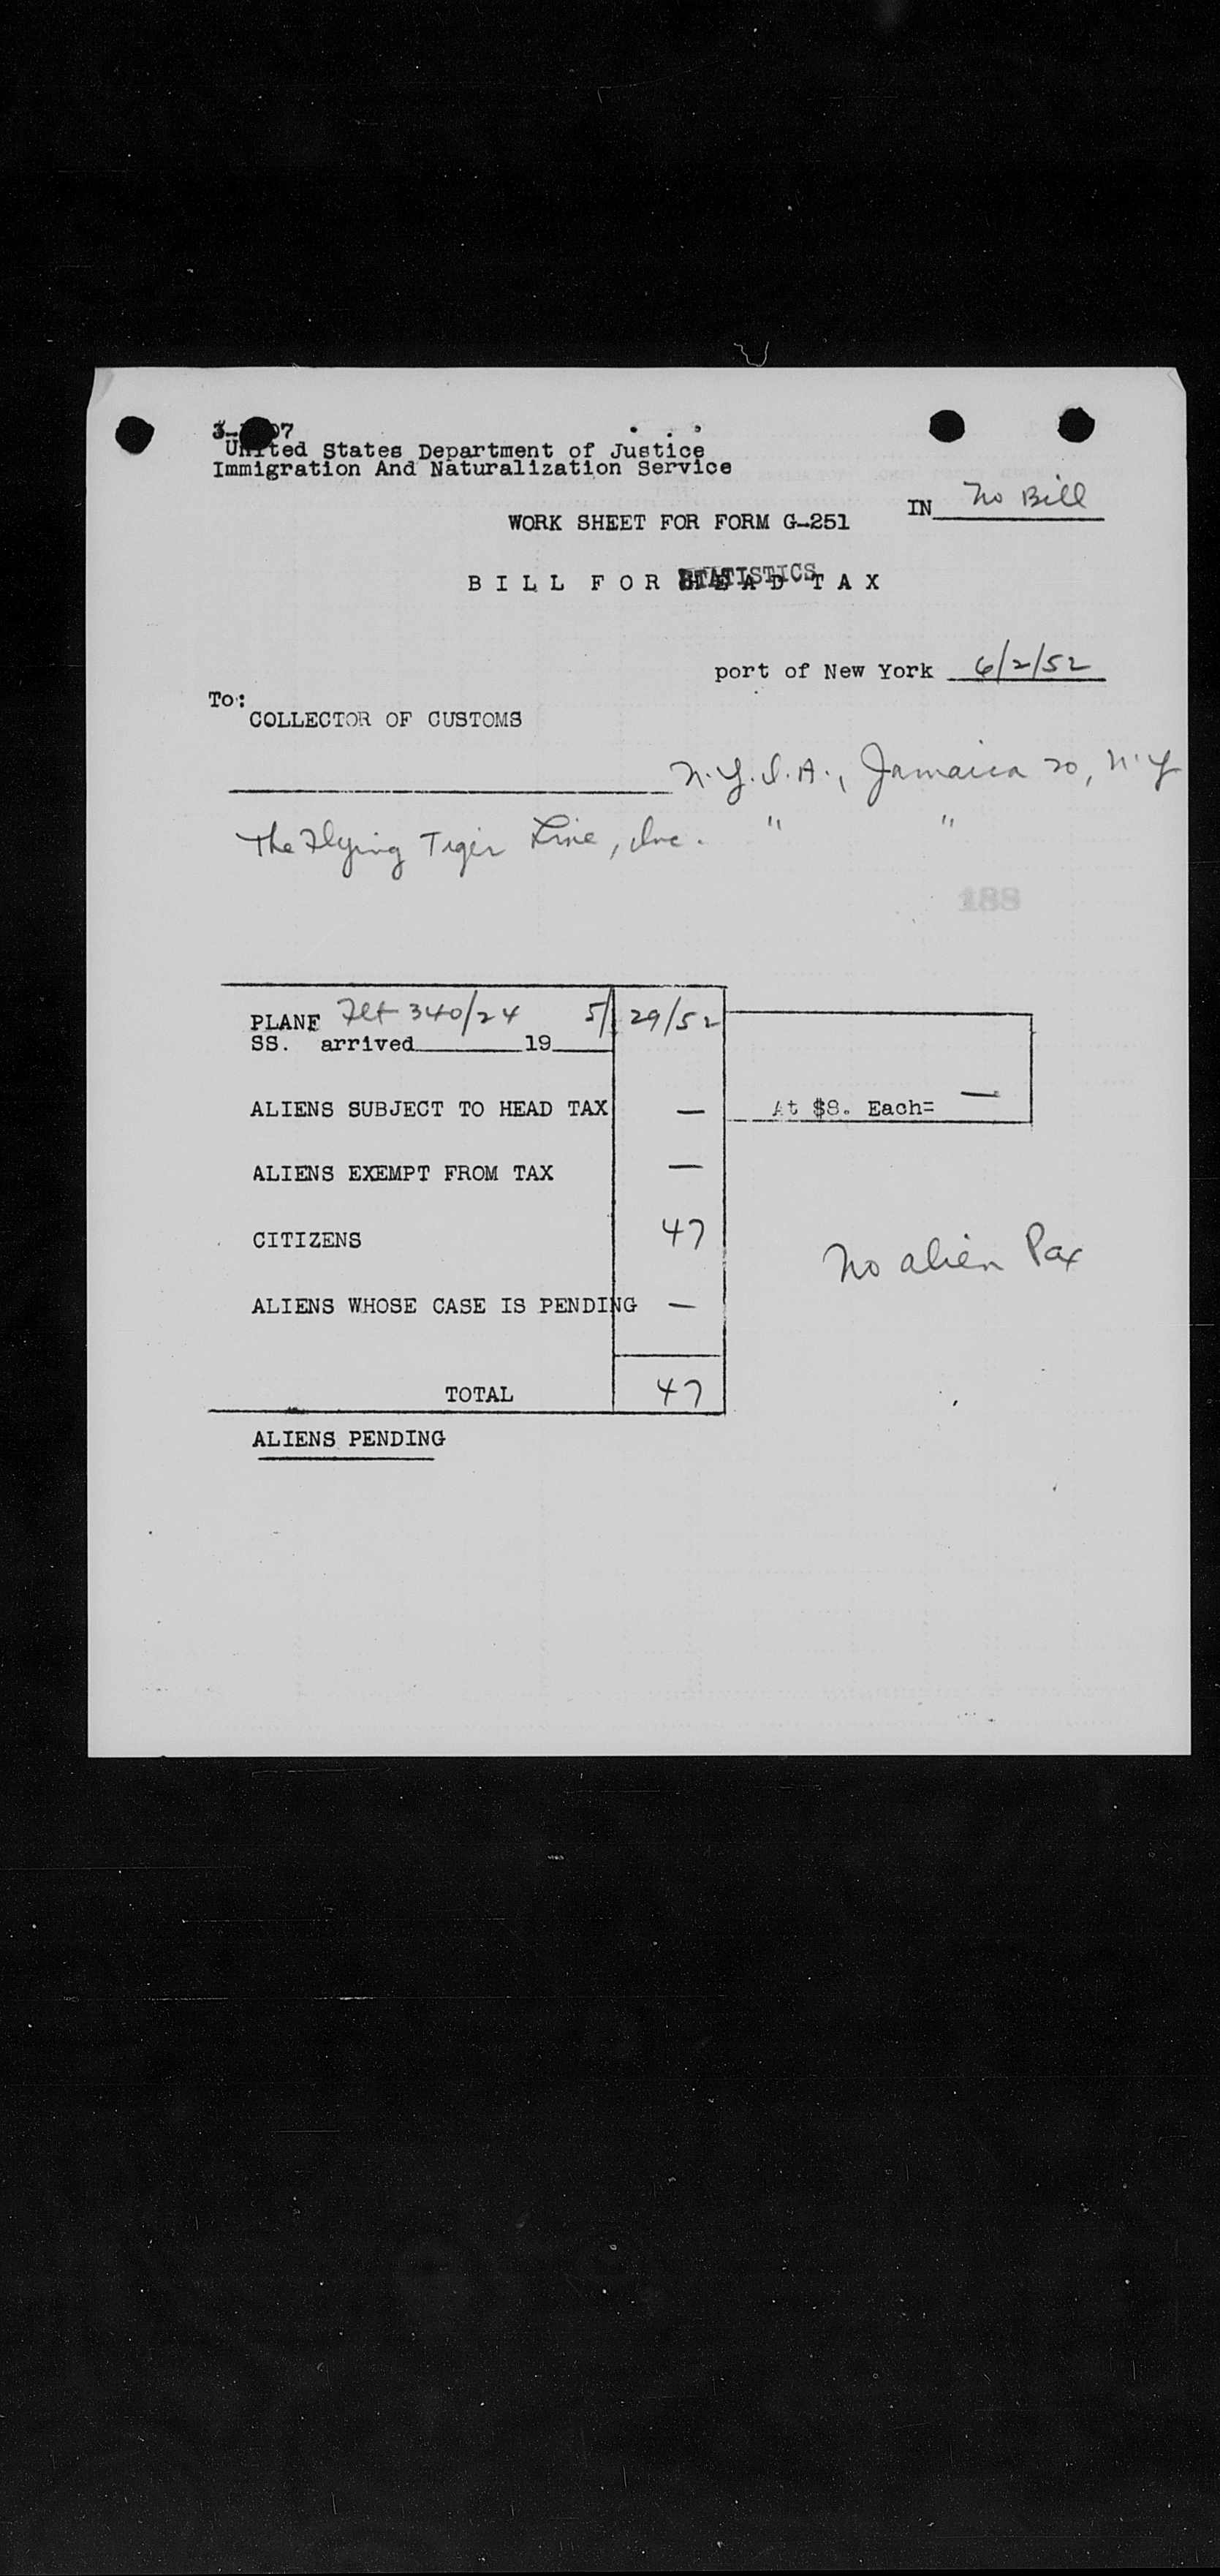 United States Department of Justice
Immigration And Naturalization Service
IN No Bill
WORK SHEET FOR FORM G-251
BILL FOR HEAD TAX
STATISTICS
port of New York 6/2/52
To:
COLLECTOR OF CUSTOMS
N.Y.I.A., Jamaica 20, N.Y
The Flying Tiger Line, Inc. " "
188
PLANE Flt 340/24 5/29/52
SS. arrived 19
ALIENS SUBJECT TO HEAD TAX — At $8. Each= —
ALIENS EXEMPT FROM TAX —
CITIZENS 47
No alien Pax
ALIENS WHOSE CASE IS PENDING —
TOTAL 47
ALIENS PENDING